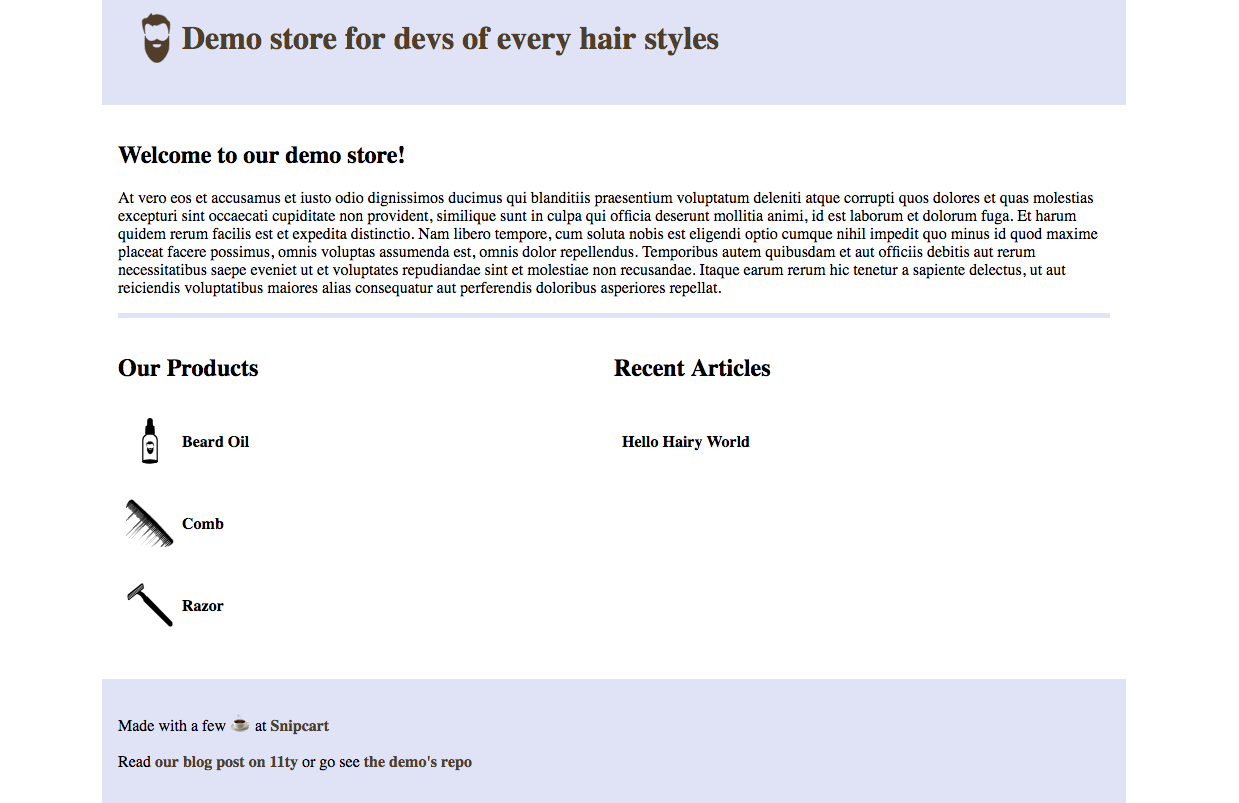 Demo store for devs of every hair styles
Welcome to our demo store!
At vero eos et accusamus et iusto odio dignissimos ducimus qui blanditiis praesentium voluptatum deleniti atque corrupti quos dolores et quas molestias
excepturi sint occaecati cupiditate non provident, similique sunt in culpa qui officia deserunt mollitia animi, id est laborum et dolorum fuga. Et harum
quidem rerum facilis est et expedita distinctio. Nam libero tempore, cum soluta nobis est eligendi optio cumque nihil impedit quo minus id quod maxime
placeat facere possimus, omnis voluptas assumenda est, omnis dolor repellendus. Temporibus autem quibusdam et aut officiis debitis aut rerum
necessitatibus saepe eveniet ut et voluptates repudiandae sint et molestiae non recusandae. Itaque earum rerum hic tenetur a sapiente delectus, ut aut
reiciendis voluptatibus maiores alias consequatur aut perferendis doloribus asperiores repellat.
Our Products
Beard Oil
Comb
Razor
Recent Articles
Hello Hairy World
Made with a few ☕ at Snipcart
Read our blog post on 11ty or go see the demo's repo